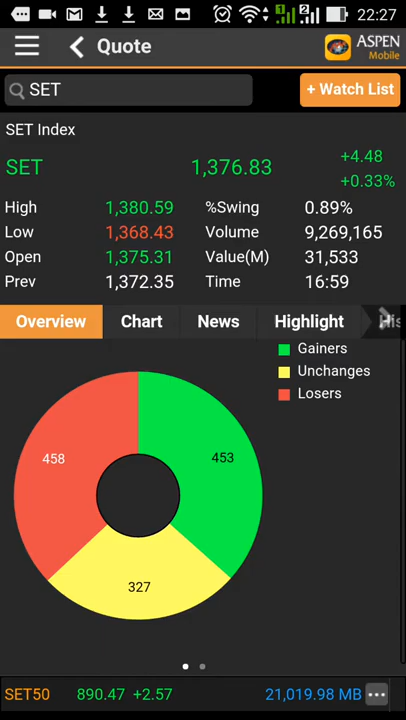 22:27
Quote
ASPEN
Mobile
SET
+ Watch List
SET Index
SET 1,376.83 +4.48
+0.33%
High 1,380.59 %Swing 0.89%
Low 1,368.43 Volume 9,269,165
Open 1,375.31 Value(M) 31,533
Prev 1,372.35 Time 16:59
Overview Chart News Highlight His
Gainers
Unchanges
Losers
458 453
327
SET50 890.47 +2.57 21,019.98 MB